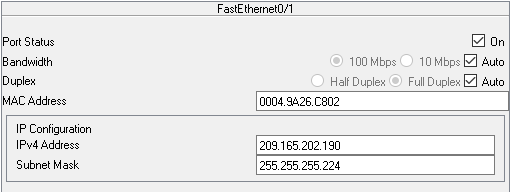 FastEthernet0/1
Port Status On
Bandwidth 100 Mbps 10 Mbps Auto
Duplex Half Duplex Full Duplex Auto
MAC Address 0004.9A26.C802
IP Configuration
IPv4 Address 209.165.202.190
Subnet Mask 255.255.255.224